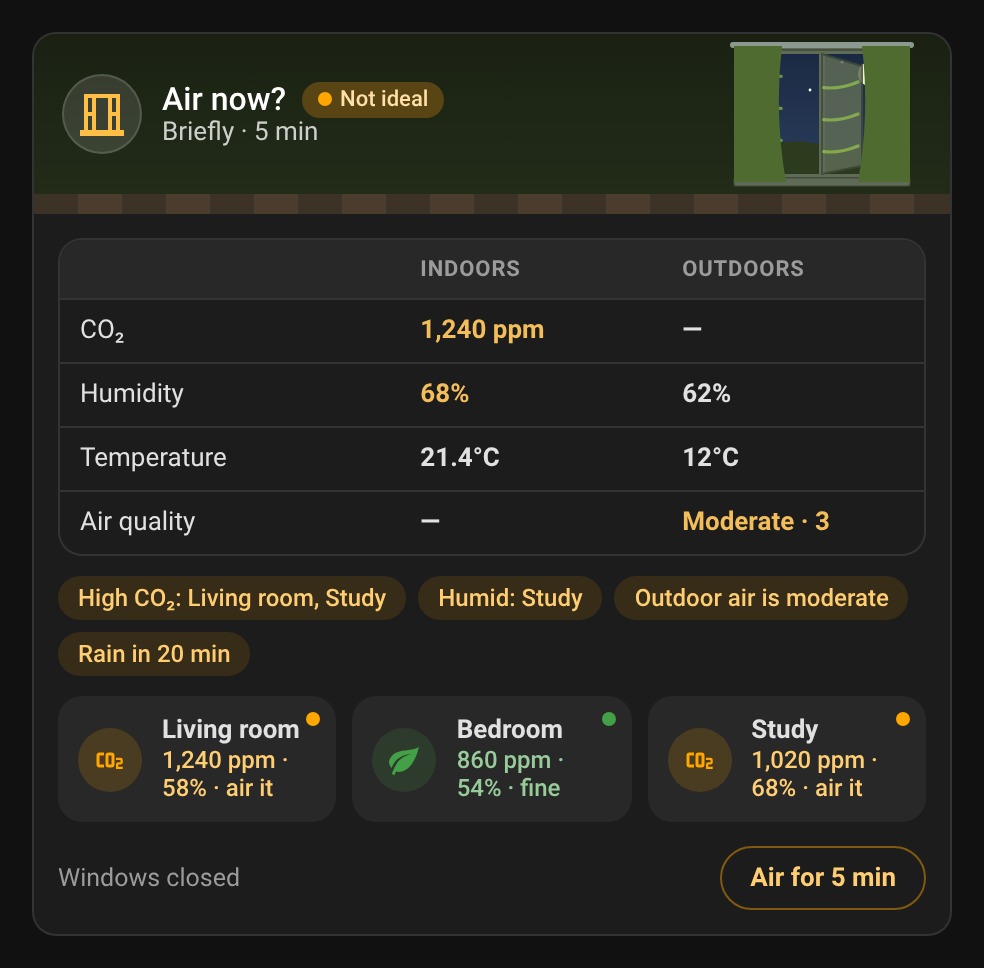 Air now? Not ideal
Briefly · 5 min
INDOORS OUTDOORS
CO₂ 1,240 ppm –
Humidity 68% 62%
Temperature 21.4°C 12°C
Air quality – Moderate · 3
High CO₂: Living room, Study Humid: Study Outdoor air is moderate
Rain in 20 min
CO₂ Living room
1,240 ppm ·
58% · air it
Bedroom
860 ppm ·
54% · fine
CO₂ Study
1,020 ppm ·
68% · air it
Windows closed Air for 5 min